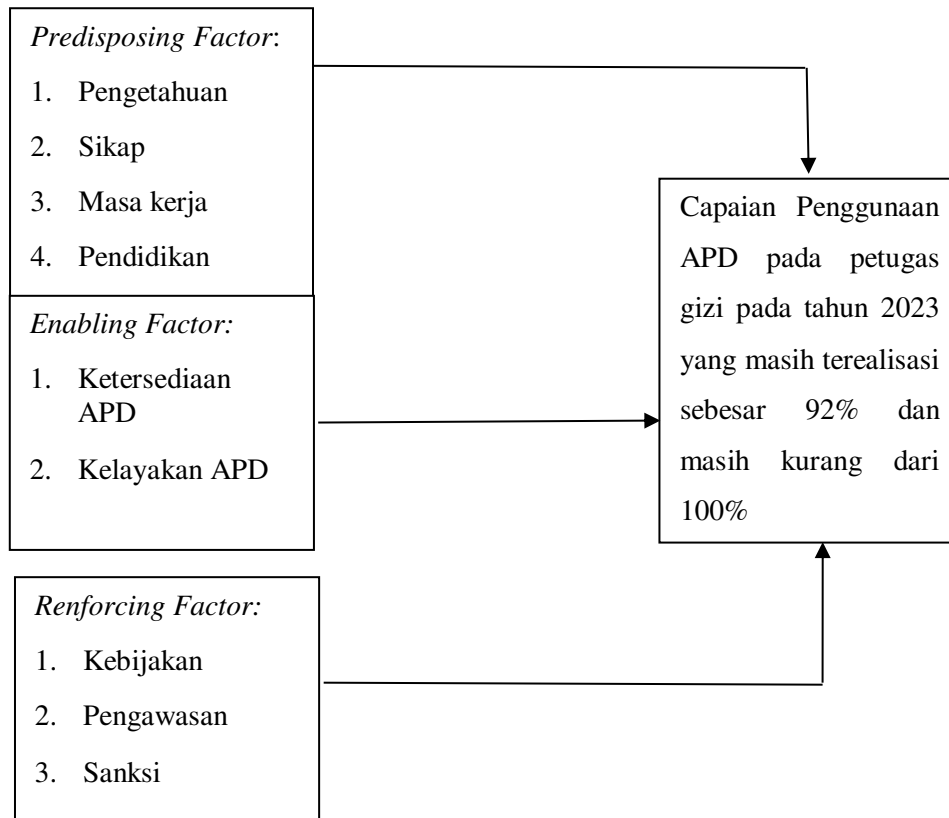 Predisposing Factor:
1. Pengetahuan
2. Sikap
3. Masa kerja
4. Pendidikan
Enabling Factor:
1. Ketersediaan
APD
2. Kelayakan APD
Renforcing Factor:
1. Kebijakan
2. Pengawasan
3. Sanksi
Capaian Penggunaan
APD pada petugas
gizi pada tahun 2023
yang masih terealisasi
sebesar 92% dan
masih kurang dari
100%